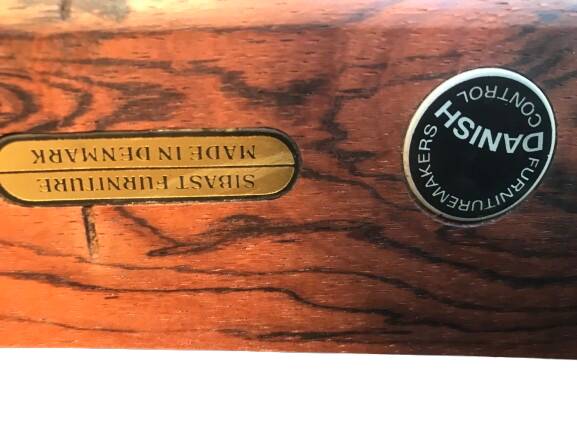 SIBAST FURNITURE
MADE IN DENMARK
DANISH
FURNITUREMAKERS
CONTROL